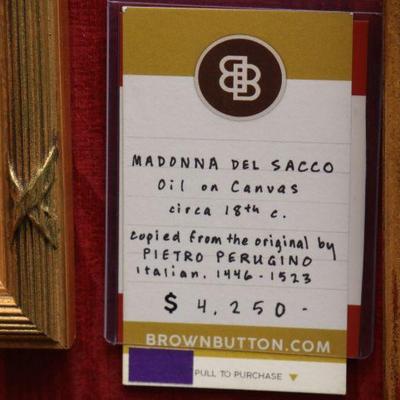 BB
MADONNA DEL SACCO
Oil on Canvas
circa 18th c.
copied from the original by
PIETRO PERUGINO
Italian. 1446-1523
$ 4,250-
BROWNBUTTON.COM
PULL TO PURCHASE